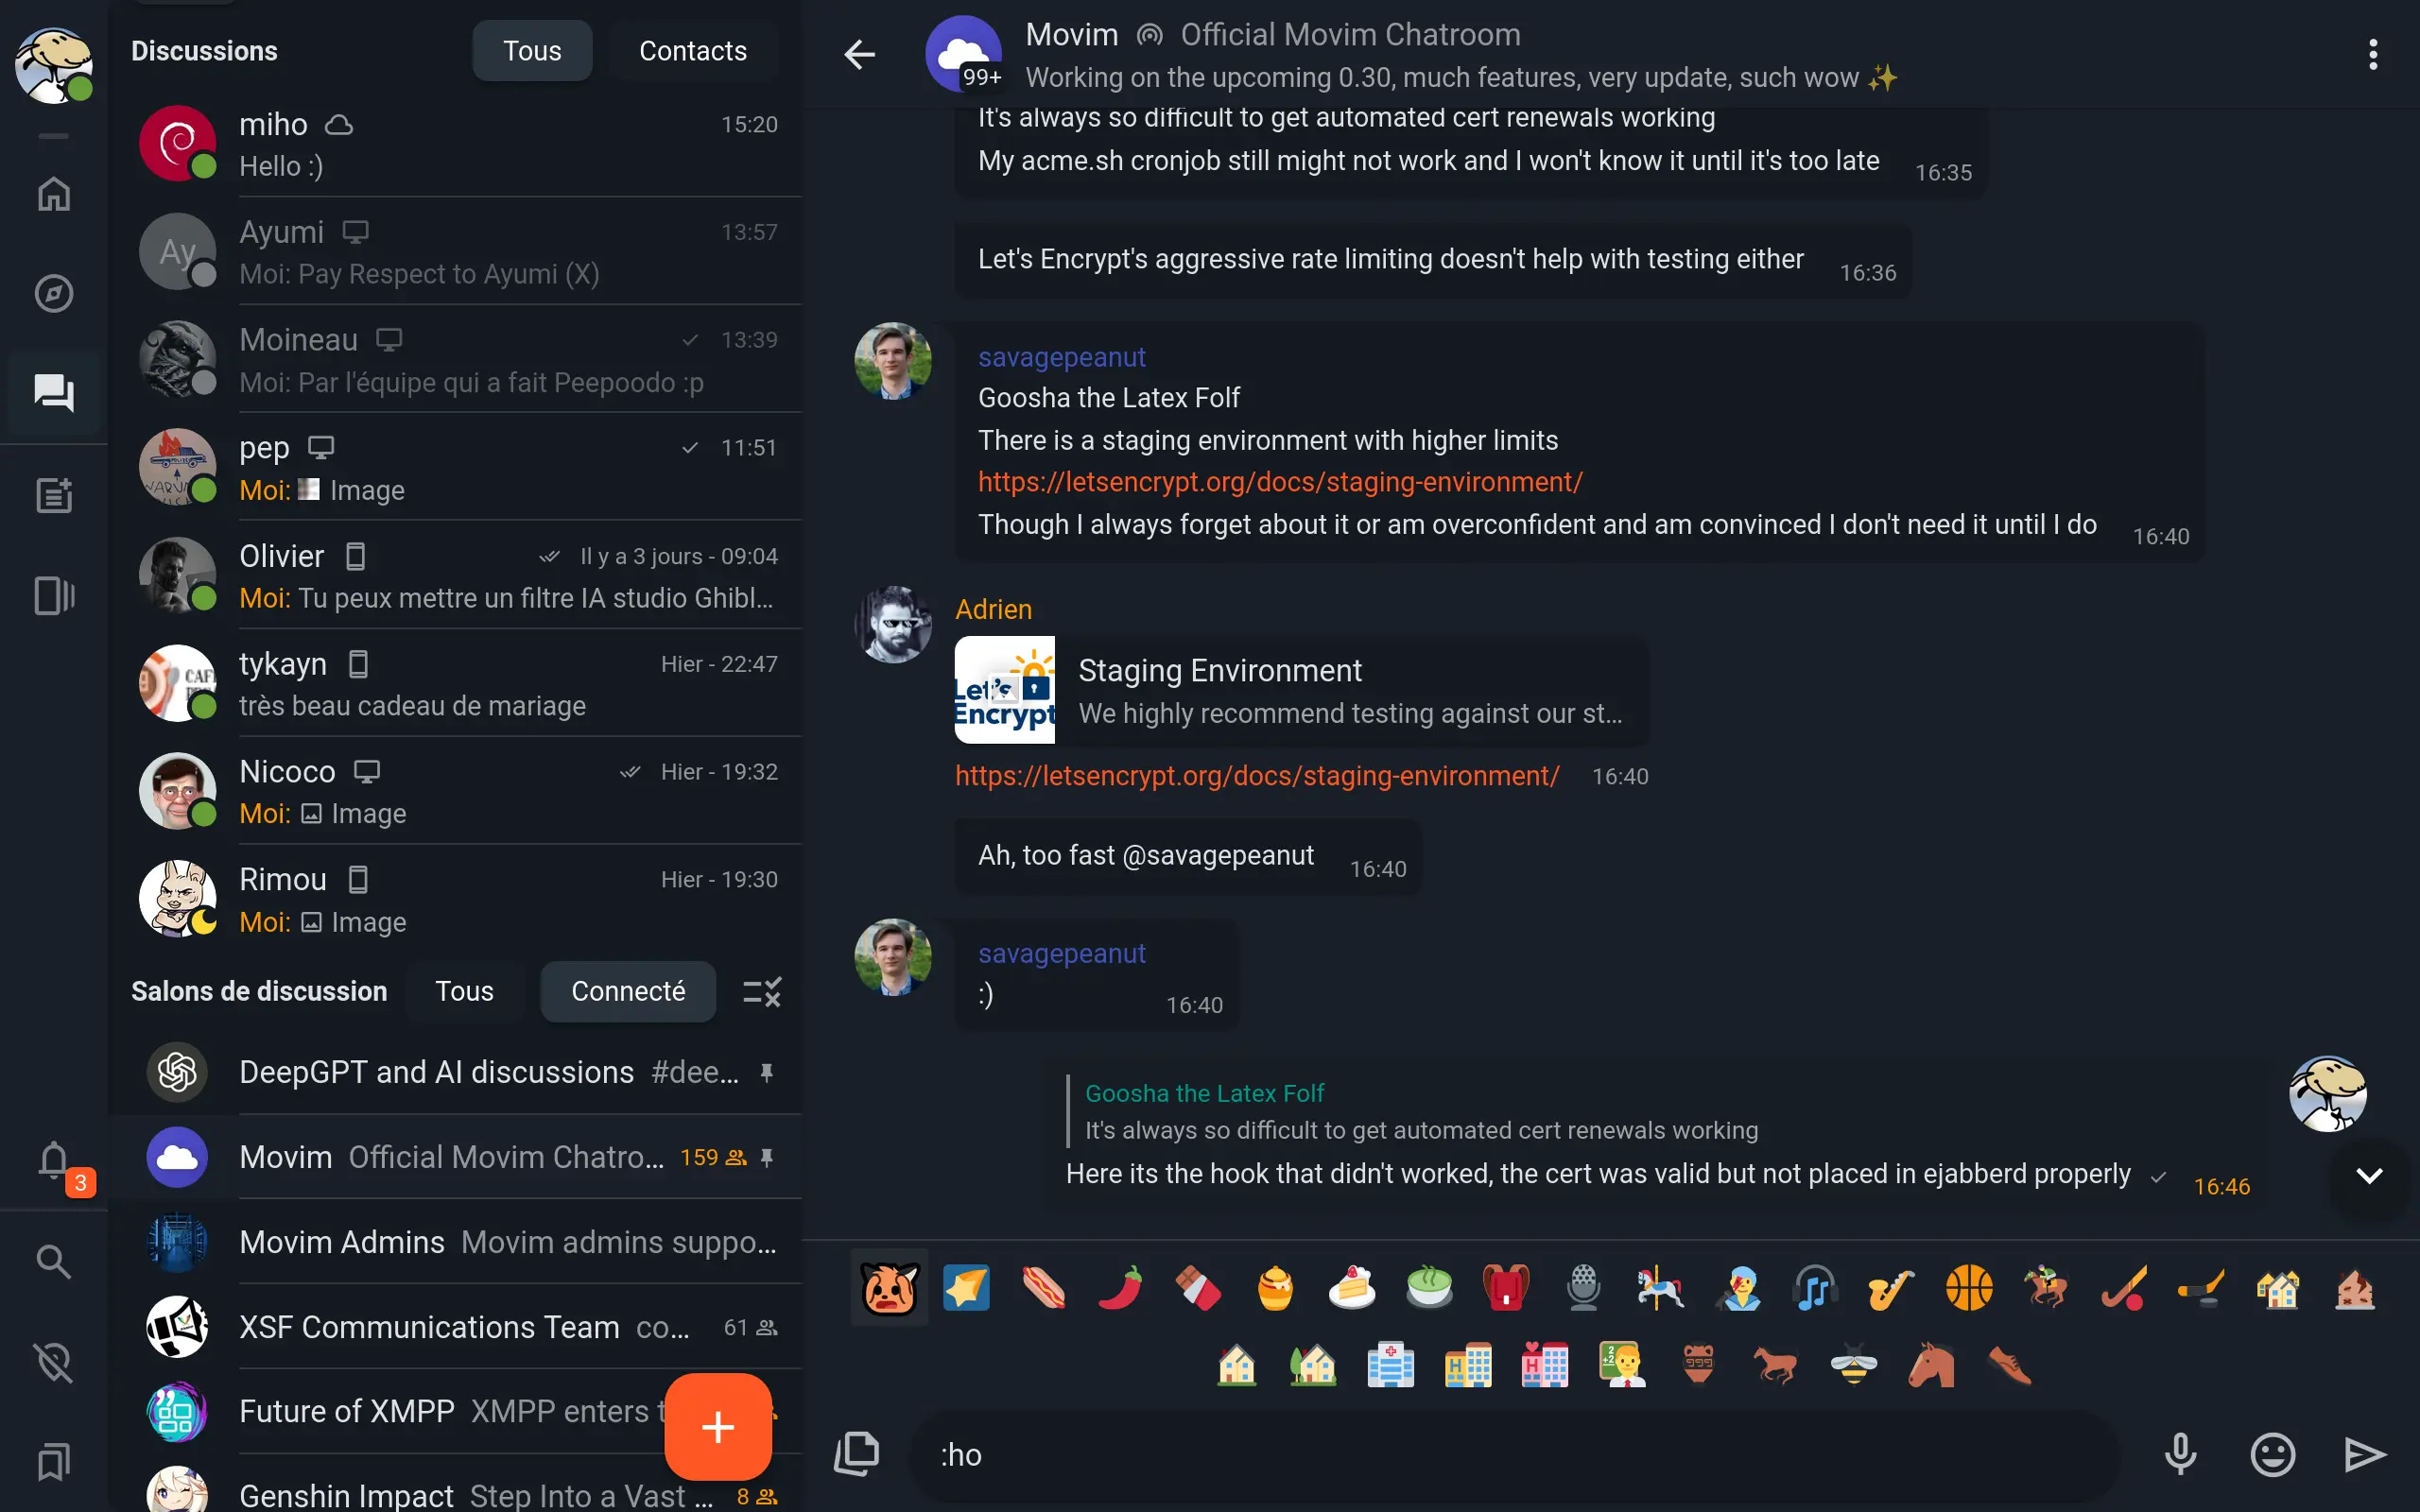 Discussions
Tous
Contacts
miho
15:20
Hello :)
Ay
Ayumi
13:57
Moi: Pay Respect to Ayumi (X)
Moineau
13:39
Moi: Par l'équipe qui a fait Peepoodo :p
pep
11:51
Moi: Image
Olivier
Il y a 3 jours - 09:04
Moi: Tu peux mettre un filtre IA studio Ghibl...
tykayn
Hier - 22:47
très beau cadeau de mariage
Nicoco
Hier - 19:32
Moi: Image
Rimou
Hier - 19:30
Moi: Image
Salons de discussion
Tous
Connecté
DeepGPT and AI discussions #dee...
Movim Official Movim Chatro... 159
Movim Admins Movim admins suppo...
XSF Communications Team co... 61
Future of XMPP XMPP enters t
Genshin Impact Step Into a Vast ... 8
3
99+
Movim Official Movim Chatroom
Working on the upcoming 0.30, much features, very update, such wow ✨
It's always so difficult to get automated cert renewals working
My acme.sh cronjob still might not work and I won't know it until it's too late
16:35
Let's Encrypt's aggressive rate limiting doesn't help with testing either
16:36
savagepeanut
Goosha the Latex Folf
There is a staging environment with higher limits
https://letsencrypt.org/docs/staging-environment/
Though I always forget about it or am overconfident and am convinced I don't need it until I do
16:40
Adrien
Let's
Encrypt
Staging Environment
We highly recommend testing against our st...
https://letsencrypt.org/docs/staging-environment/
16:40
Ah, too fast @savagepeanut
16:40
savagepeanut
:)
16:40
Goosha the Latex Folf
It's always so difficult to get automated cert renewals working
Here its the hook that didn't worked, the cert was valid but not placed in ejabberd properly
16:46
:ho